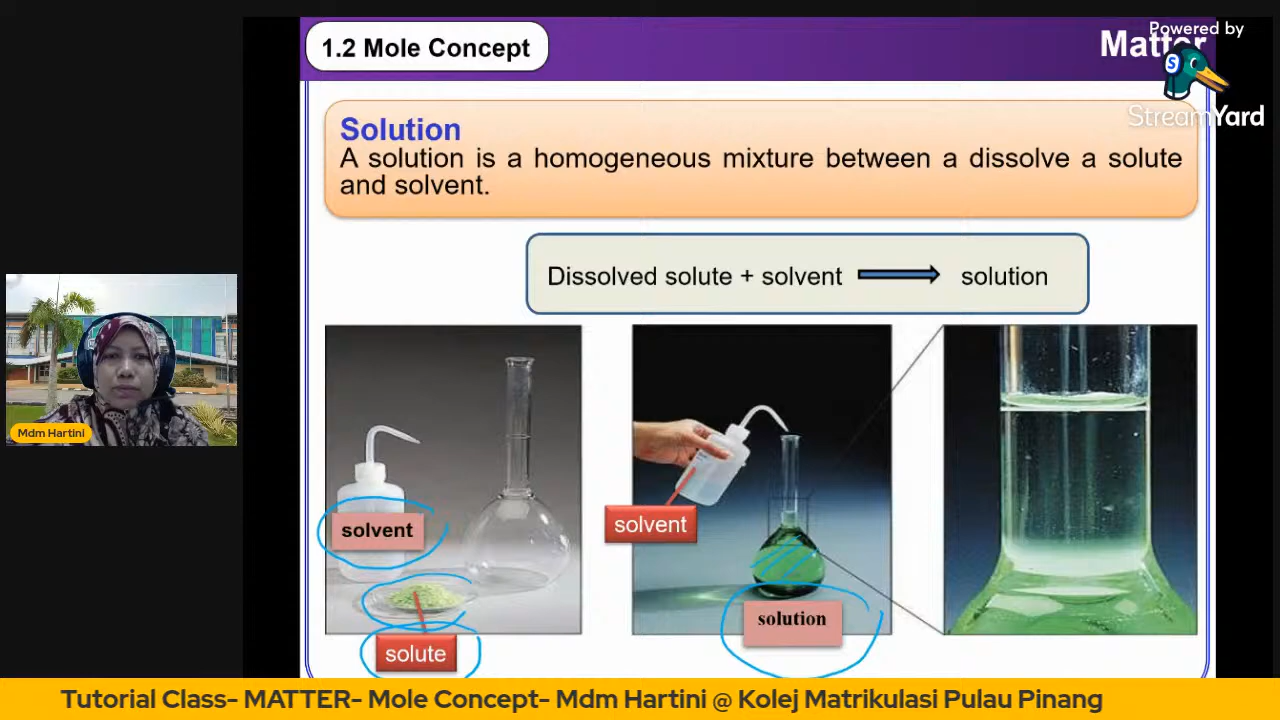 1.2 Mole Concept
Matter
Powered by
S
StreamYard
Solution
A solution is a homogeneous mixture between a dissolve a solute
and solvent.
Dissolved solute + solvent solution
solvent
solvent
solution
solute
Mdm Hartini
Tutorial Class- MATTER- Mole Concept- Mdm Hartini @ Kolej Matrikulasi Pulau Pinang